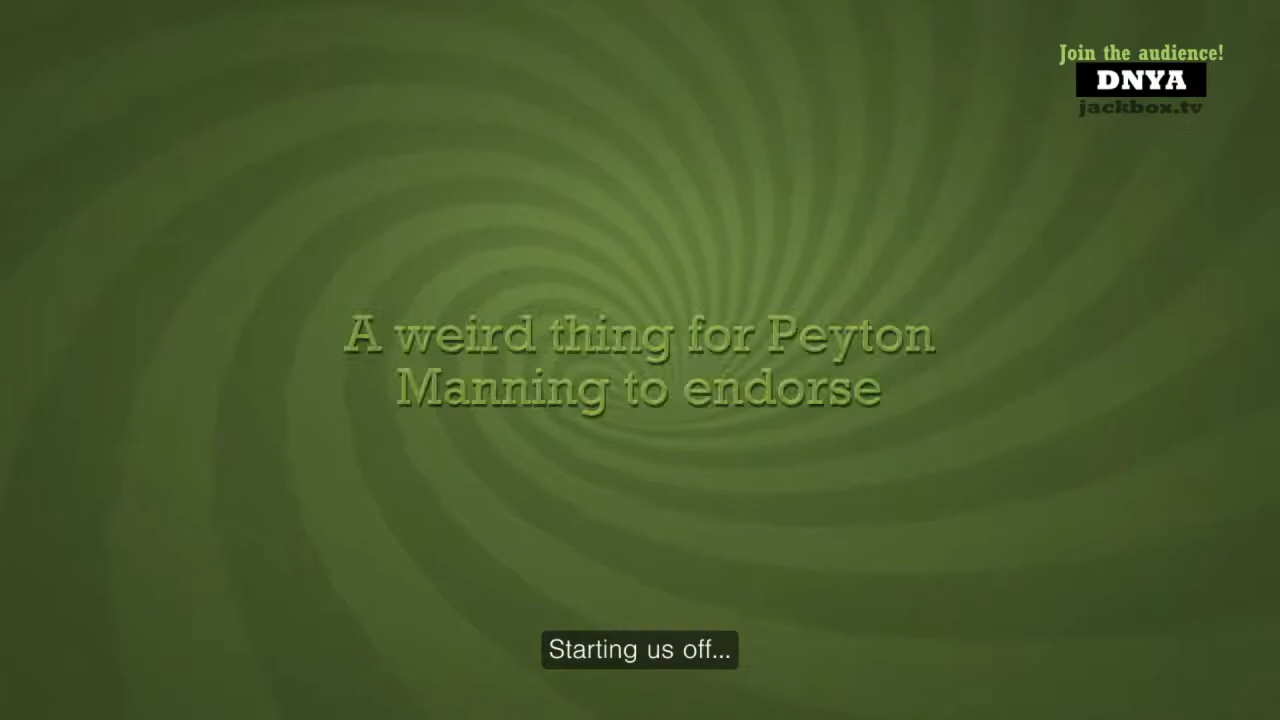 Join the audience!
DNYA
jackbox.tv
A weird thing for Peyton
Manning to endorse
Starting us off...